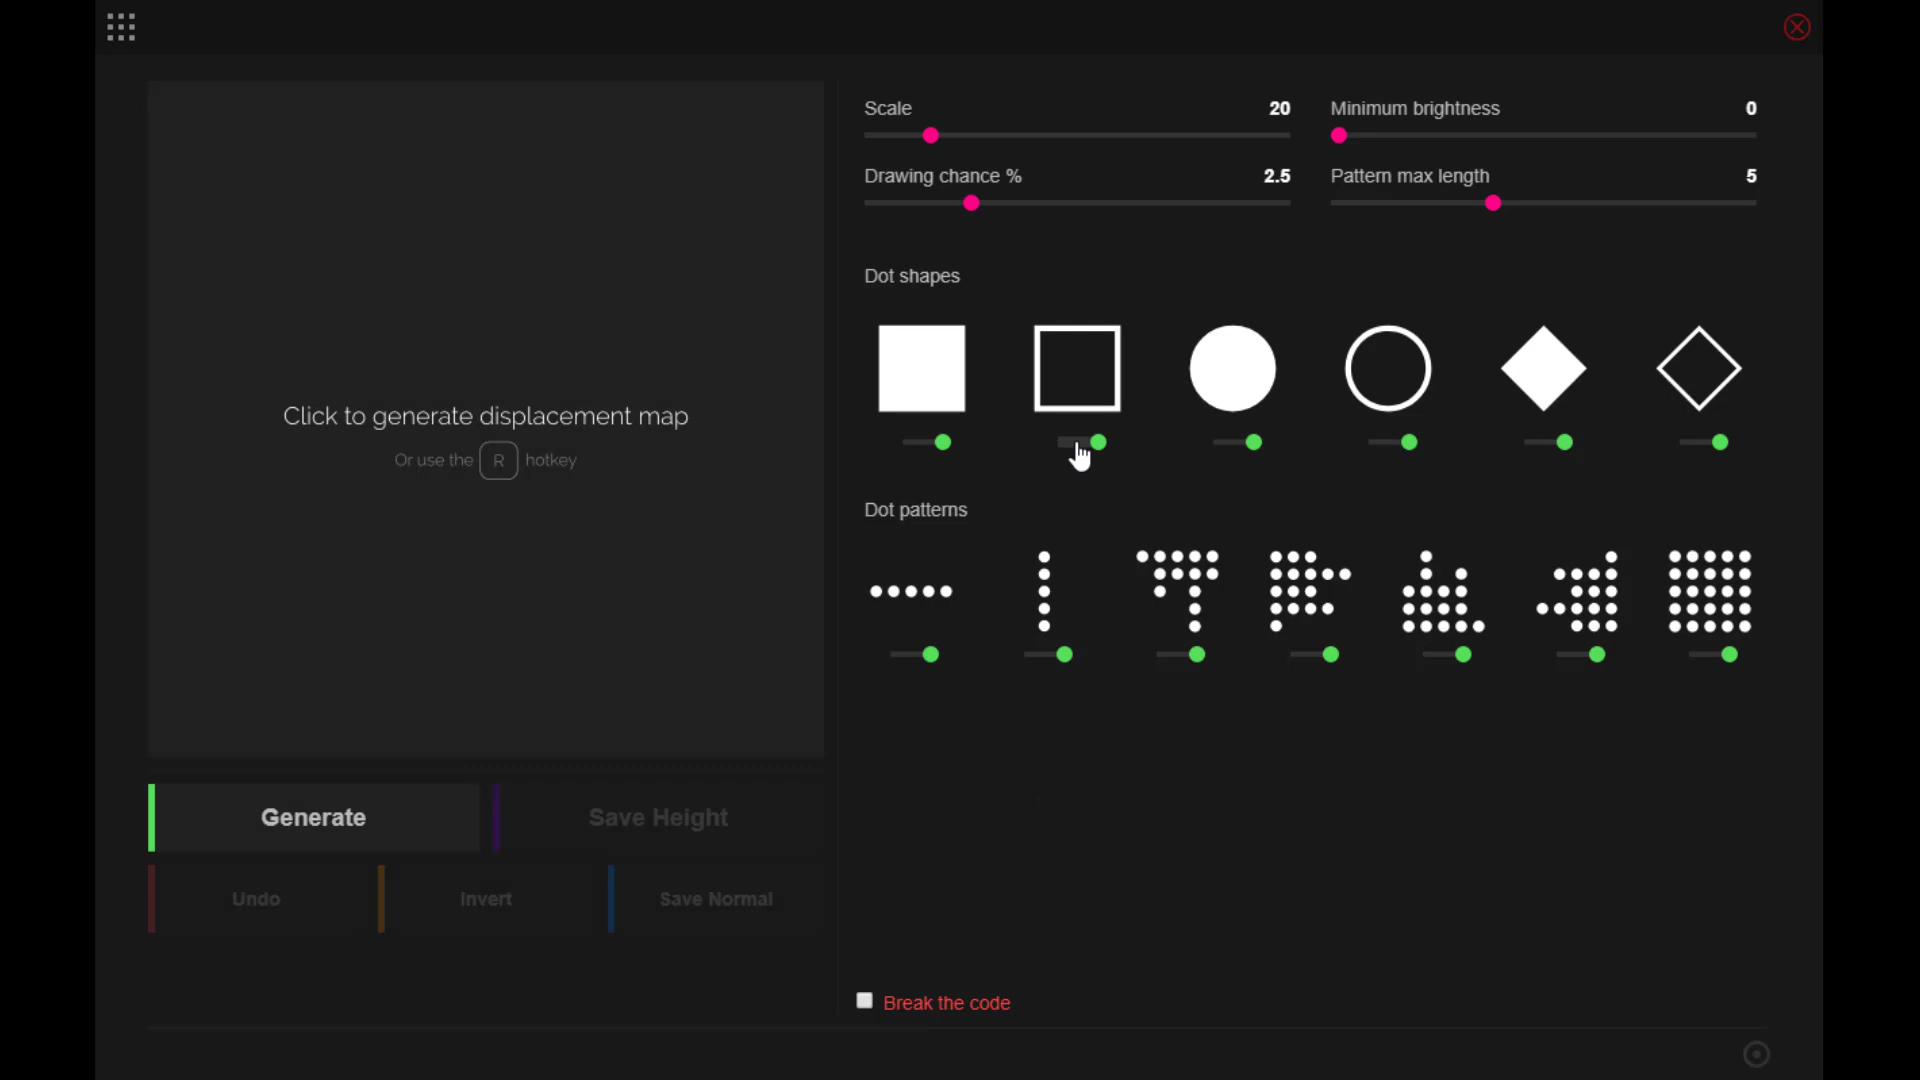 Scale 20
Minimum brightness 0
Drawing chance % 2.5
Pattern max length 5
Dot shapes
Click to generate displacement map
Or use the R hotkey
Dot patterns
Generate
Save Height
Undo
Invert
Save Normal
Break the code